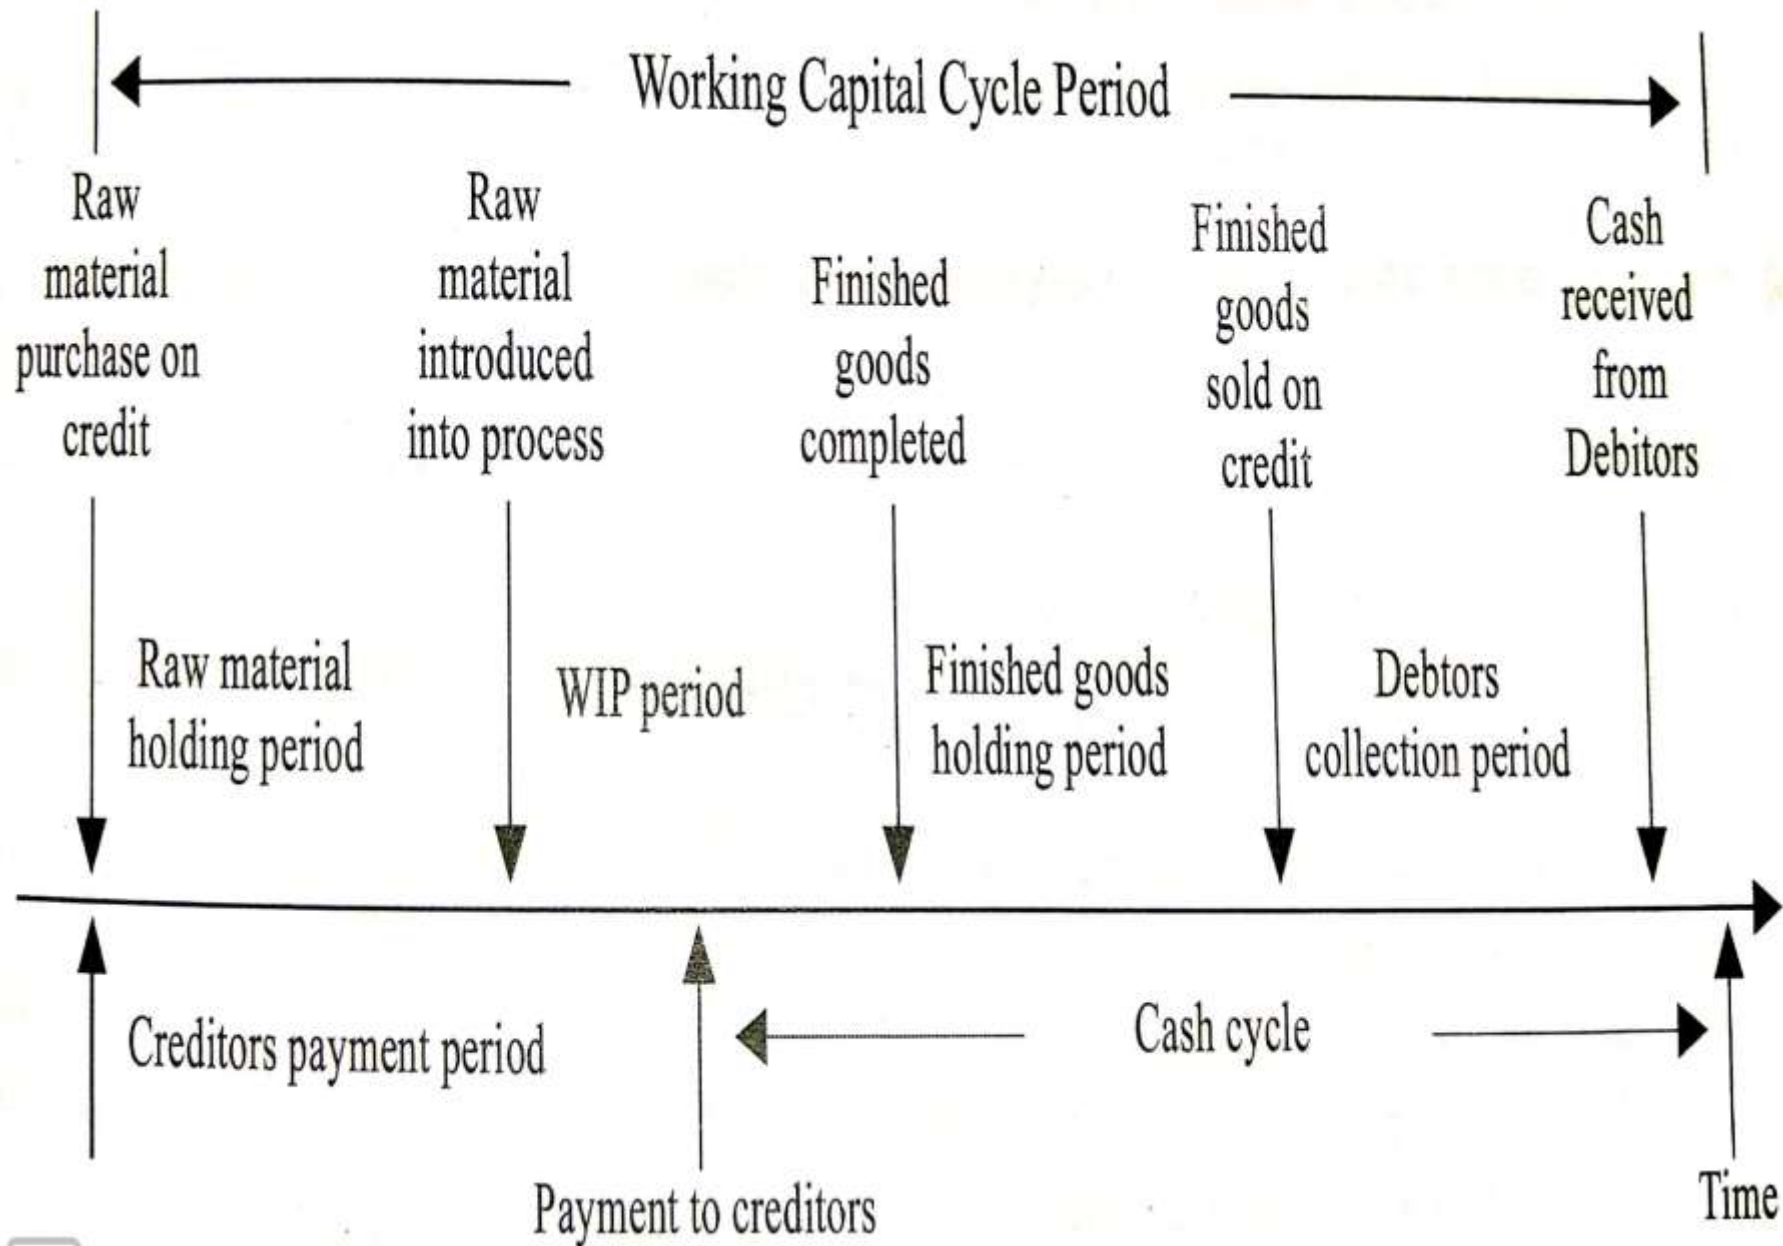 Working Capital Cycle Period
Raw
material
purchase on
credit
Raw
material
introduced
into process
Finished
goods
completed
Finished
goods
sold on
credit
Cash
received
from
Debitors
Raw material
holding period
WIP period
Finished goods
holding period
Debtors
collection period
Creditors payment period
Cash cycle
Payment to creditors
Time